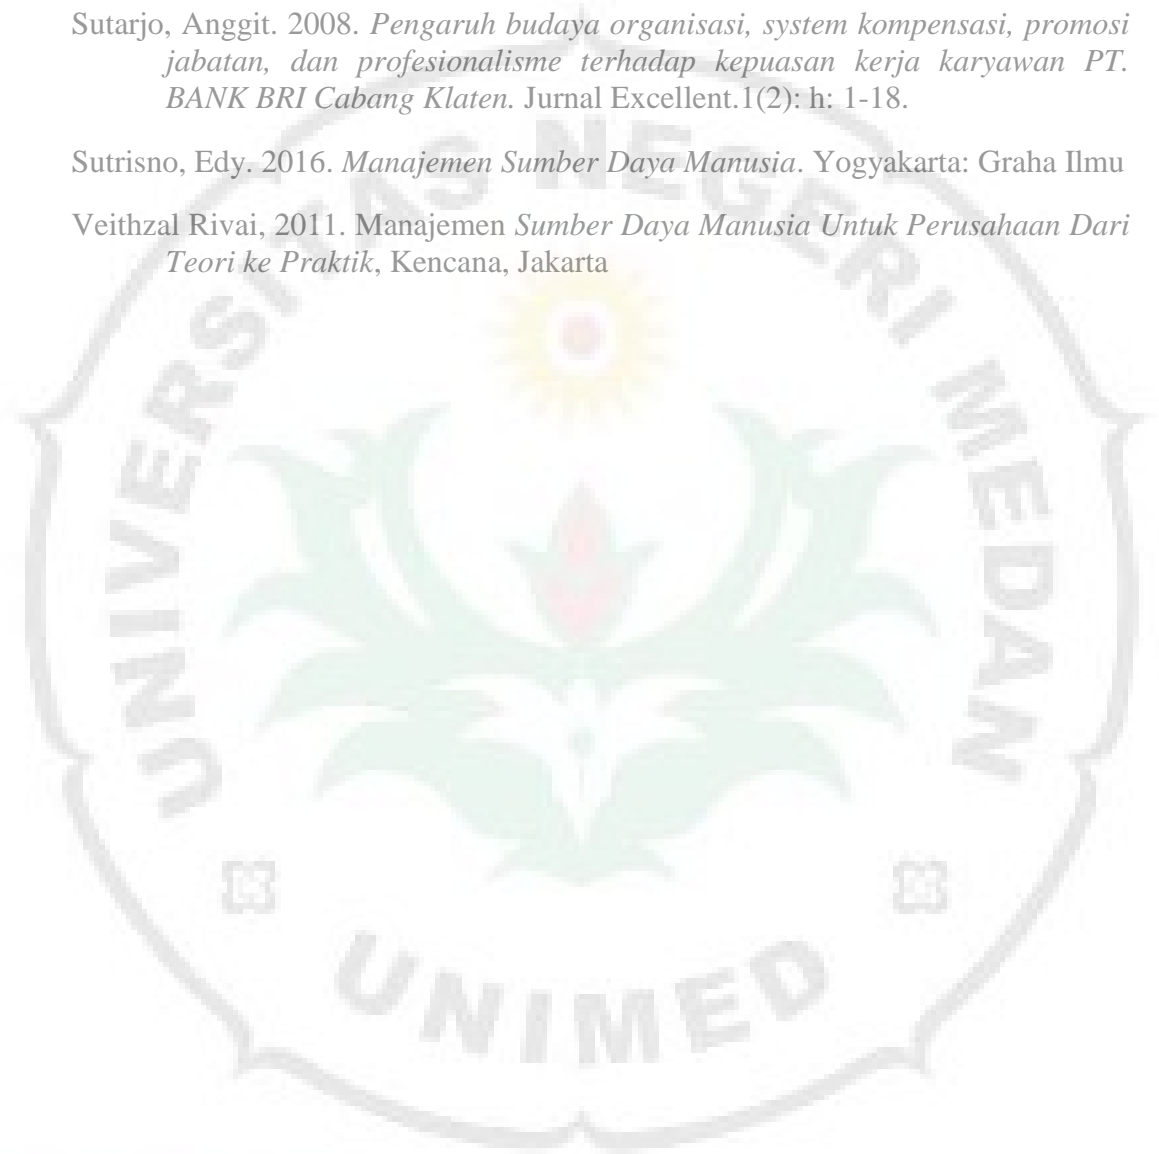 Sutarjo, Anggit. 2008. Pengaruh budaya organisasi, system kompensasi, promosi
jabatan, dan profesionalisme terhadap kepuasan kerja karyawan PT.
BANK BRI Cabang Klaten. Jurnal Excellent.1(2): h: 1-18.
Sutrisno, Edy. 2016. Manajemen Sumber Daya Manusia. Yogyakarta: Graha Ilmu
Veithzal Rivai, 2011. Manajemen Sumber Daya Manusia Untuk Perusahaan Dari
Teori ke Praktik, Kencana, Jakarta
UNIVERSITAS NEGERI MEDAN
UNIMED